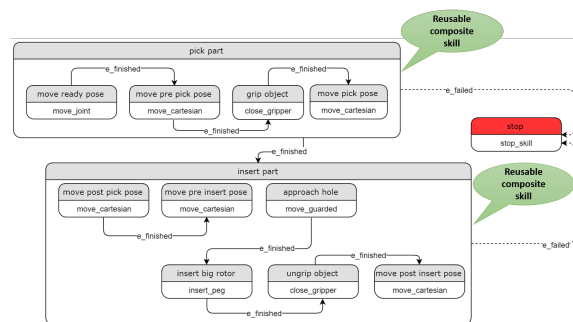 Reusable
composite
skill
pick part
e_finished
e_finished
move ready pose
move pre pick pose
grip object
move pick pose
move_joint
move_cartesian
close_gripper
move_cartesian
e_finished
e_failed
stop
stop_skill
e_finished
insert part
Reusable
composite
skill
move post pick pose
move pre insert pose
approach hole
move_cartesian
move_cartesian
move_guarded
e_finished
e_finished
e_failed
e_finished
insert big rotor
ungrip object
move post insert pose
insert_peg
close_gripper
move_cartesian
e_finished